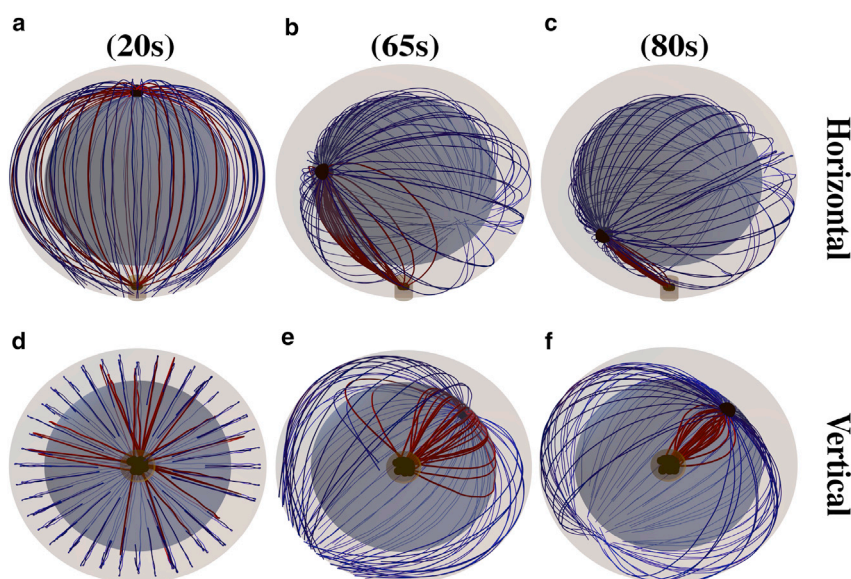 a
(20s)
b
(65s)
c
(80s)
Horizontal
d
e
f
Vertical